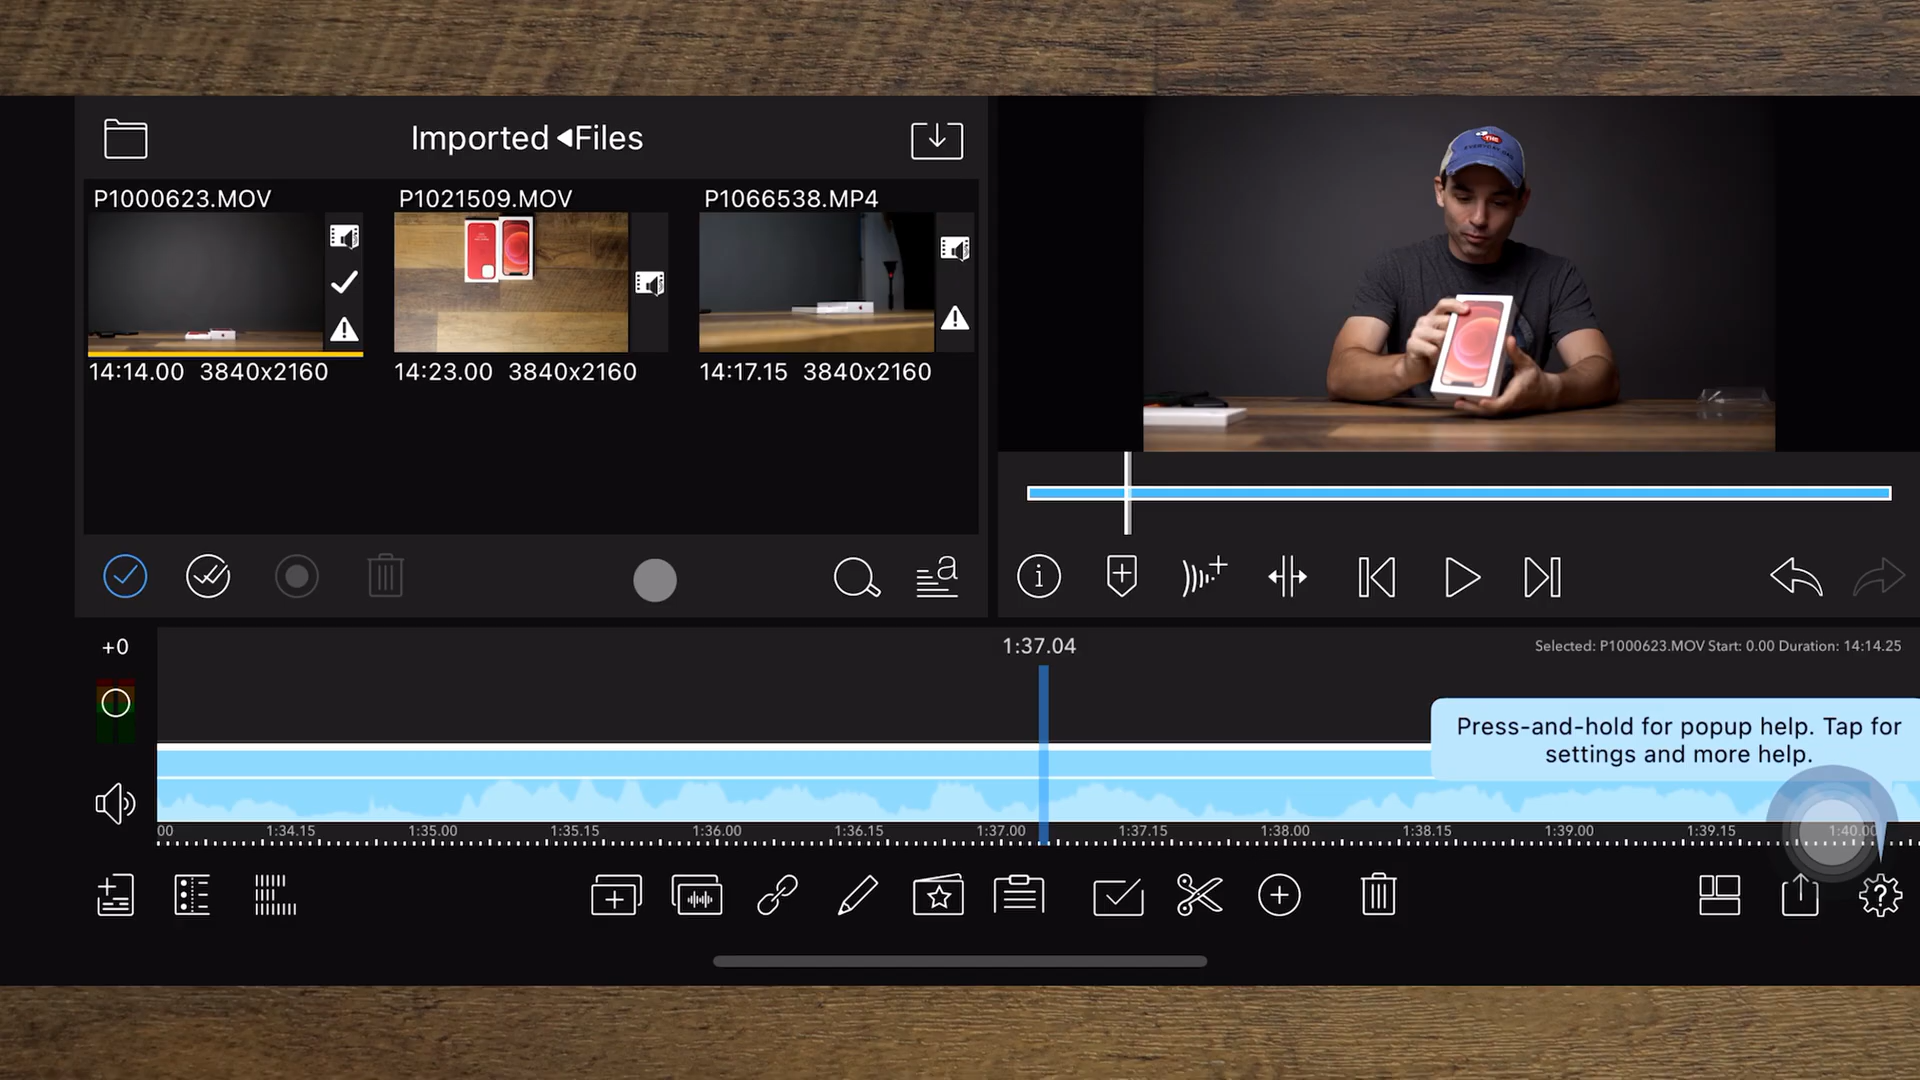 Imported ◀Files
P1000623.MOV
P1021509.MOV
P1066538.MP4
14:14.00 3840x2160
14:23.00 3840x2160
14:17.15 3840x2160
a
+0
1:37.04
Selected: P1000623.MOV Start: 0.00 Duration: 14:14.25
Press-and-hold for popup help. Tap for
settings and more help.
00 1:34.15 1:35.00 1:35.15 1:36.00 1:36.15 1:37.00 1:37.15 1:38.00 1:38.15 1:39.00 1:39.15 1:40.00